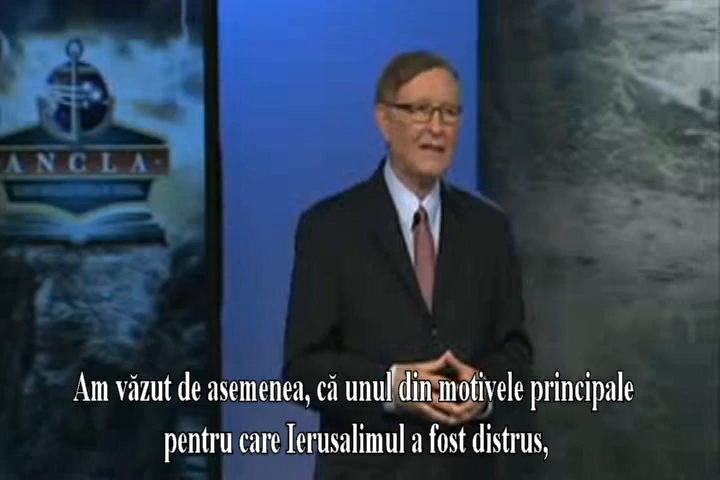 ANCLA
Am văzut de asemenea, că unul din motivele principale
pentru care Ierusalimul a fost distrus,